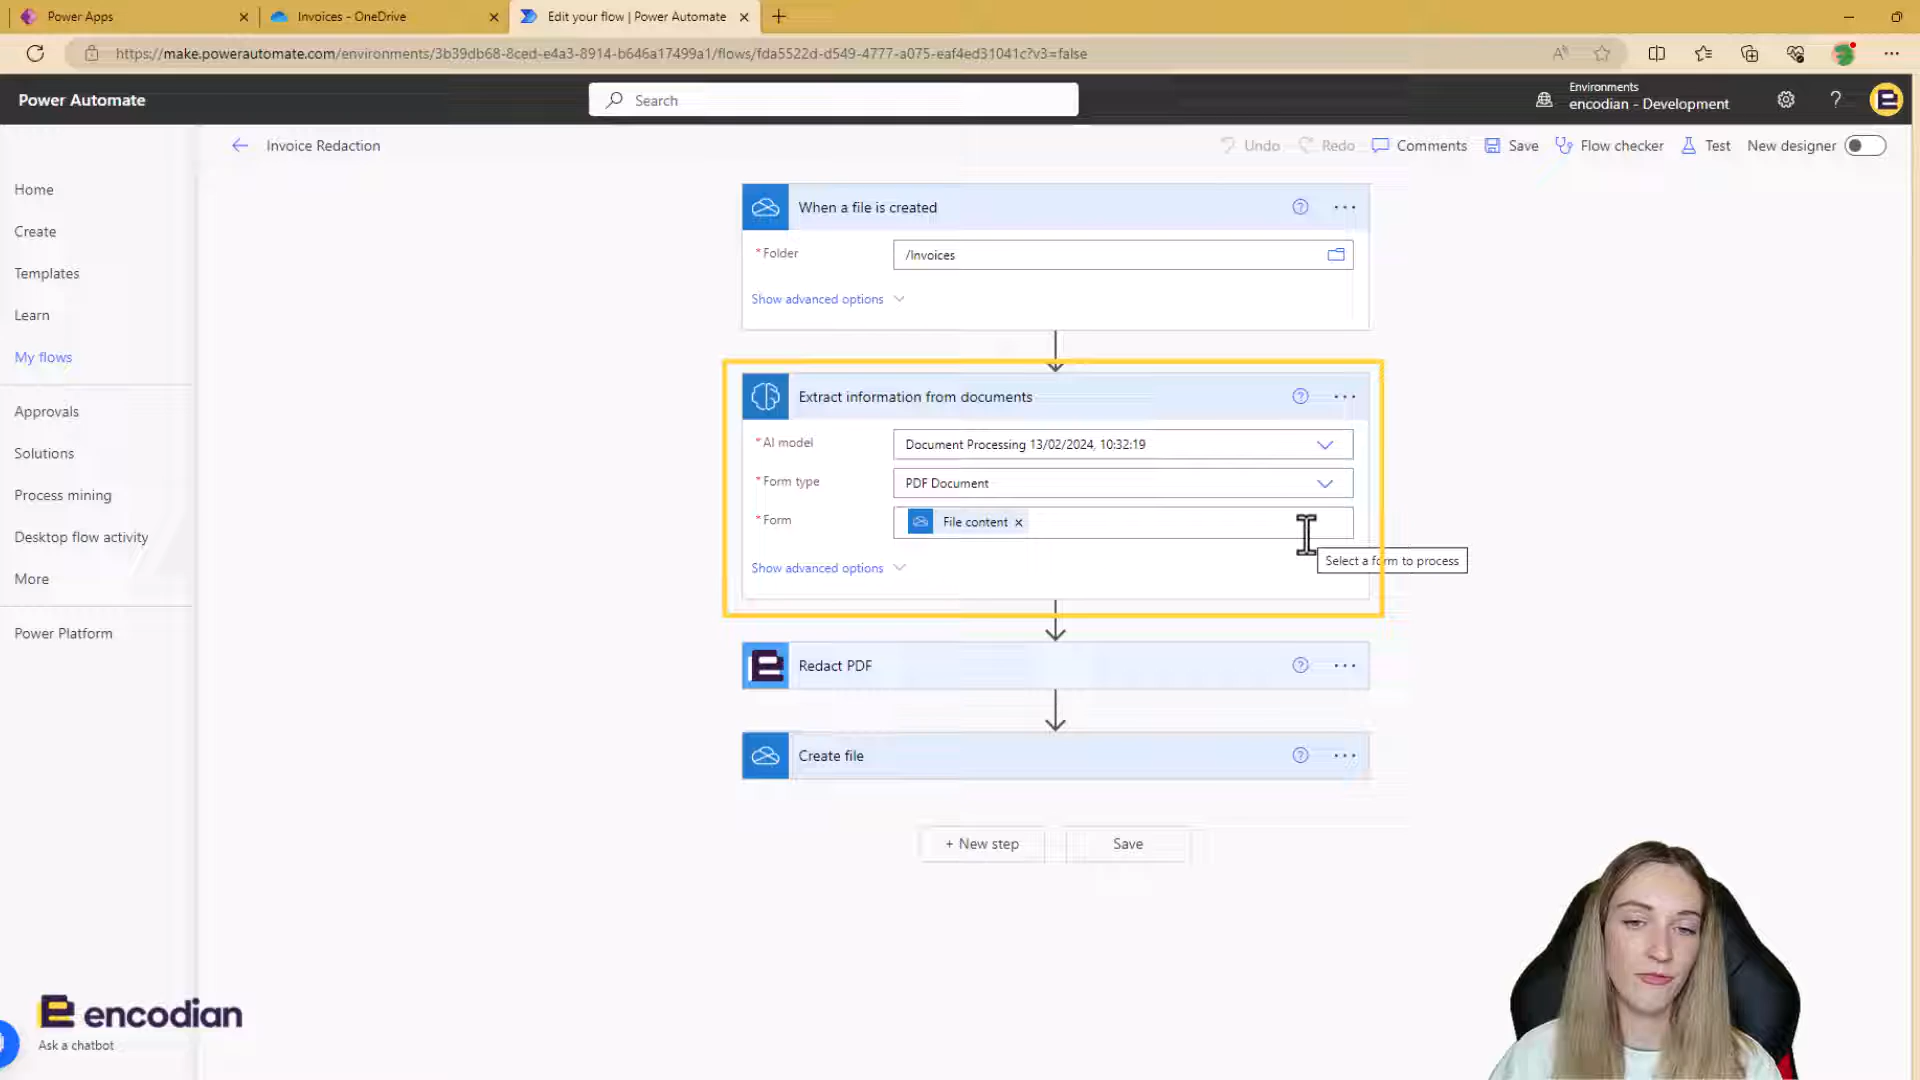 Power Apps
Invoices - OneDrive
Edit your flow | Power Automate
https://make.powerautomate.com/environments/3b39db68-8ced-e4a3-8914-b646a17499a1/flows/fda5522d-d549-4777-a075-eaf4ed31041c?v3=false
Power Automate
Search
Environments
encodian - Development
Invoice Redaction
Undo
Redo
Comments
Save
Flow checker
Test
New designer
Home
Create
Templates
Learn
My flows
Approvals
Solutions
Process mining
Desktop flow activity
More
Power Platform
When a file is created
*Folder
/Invoices
Show advanced options
Extract information from documents
*AI model
Document Processing 13/02/2024, 10:32:19
*Form type
PDF Document
*Form
File content ×
Select a form to process
Show advanced options
Redact PDF
Create file
+ New step
Save
encodian
Ask a chatbot